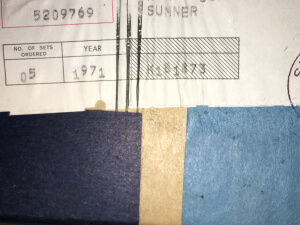 SUNNER
5209769
NO. OF SETS ORDERED
YEAR
05
1971
M181873